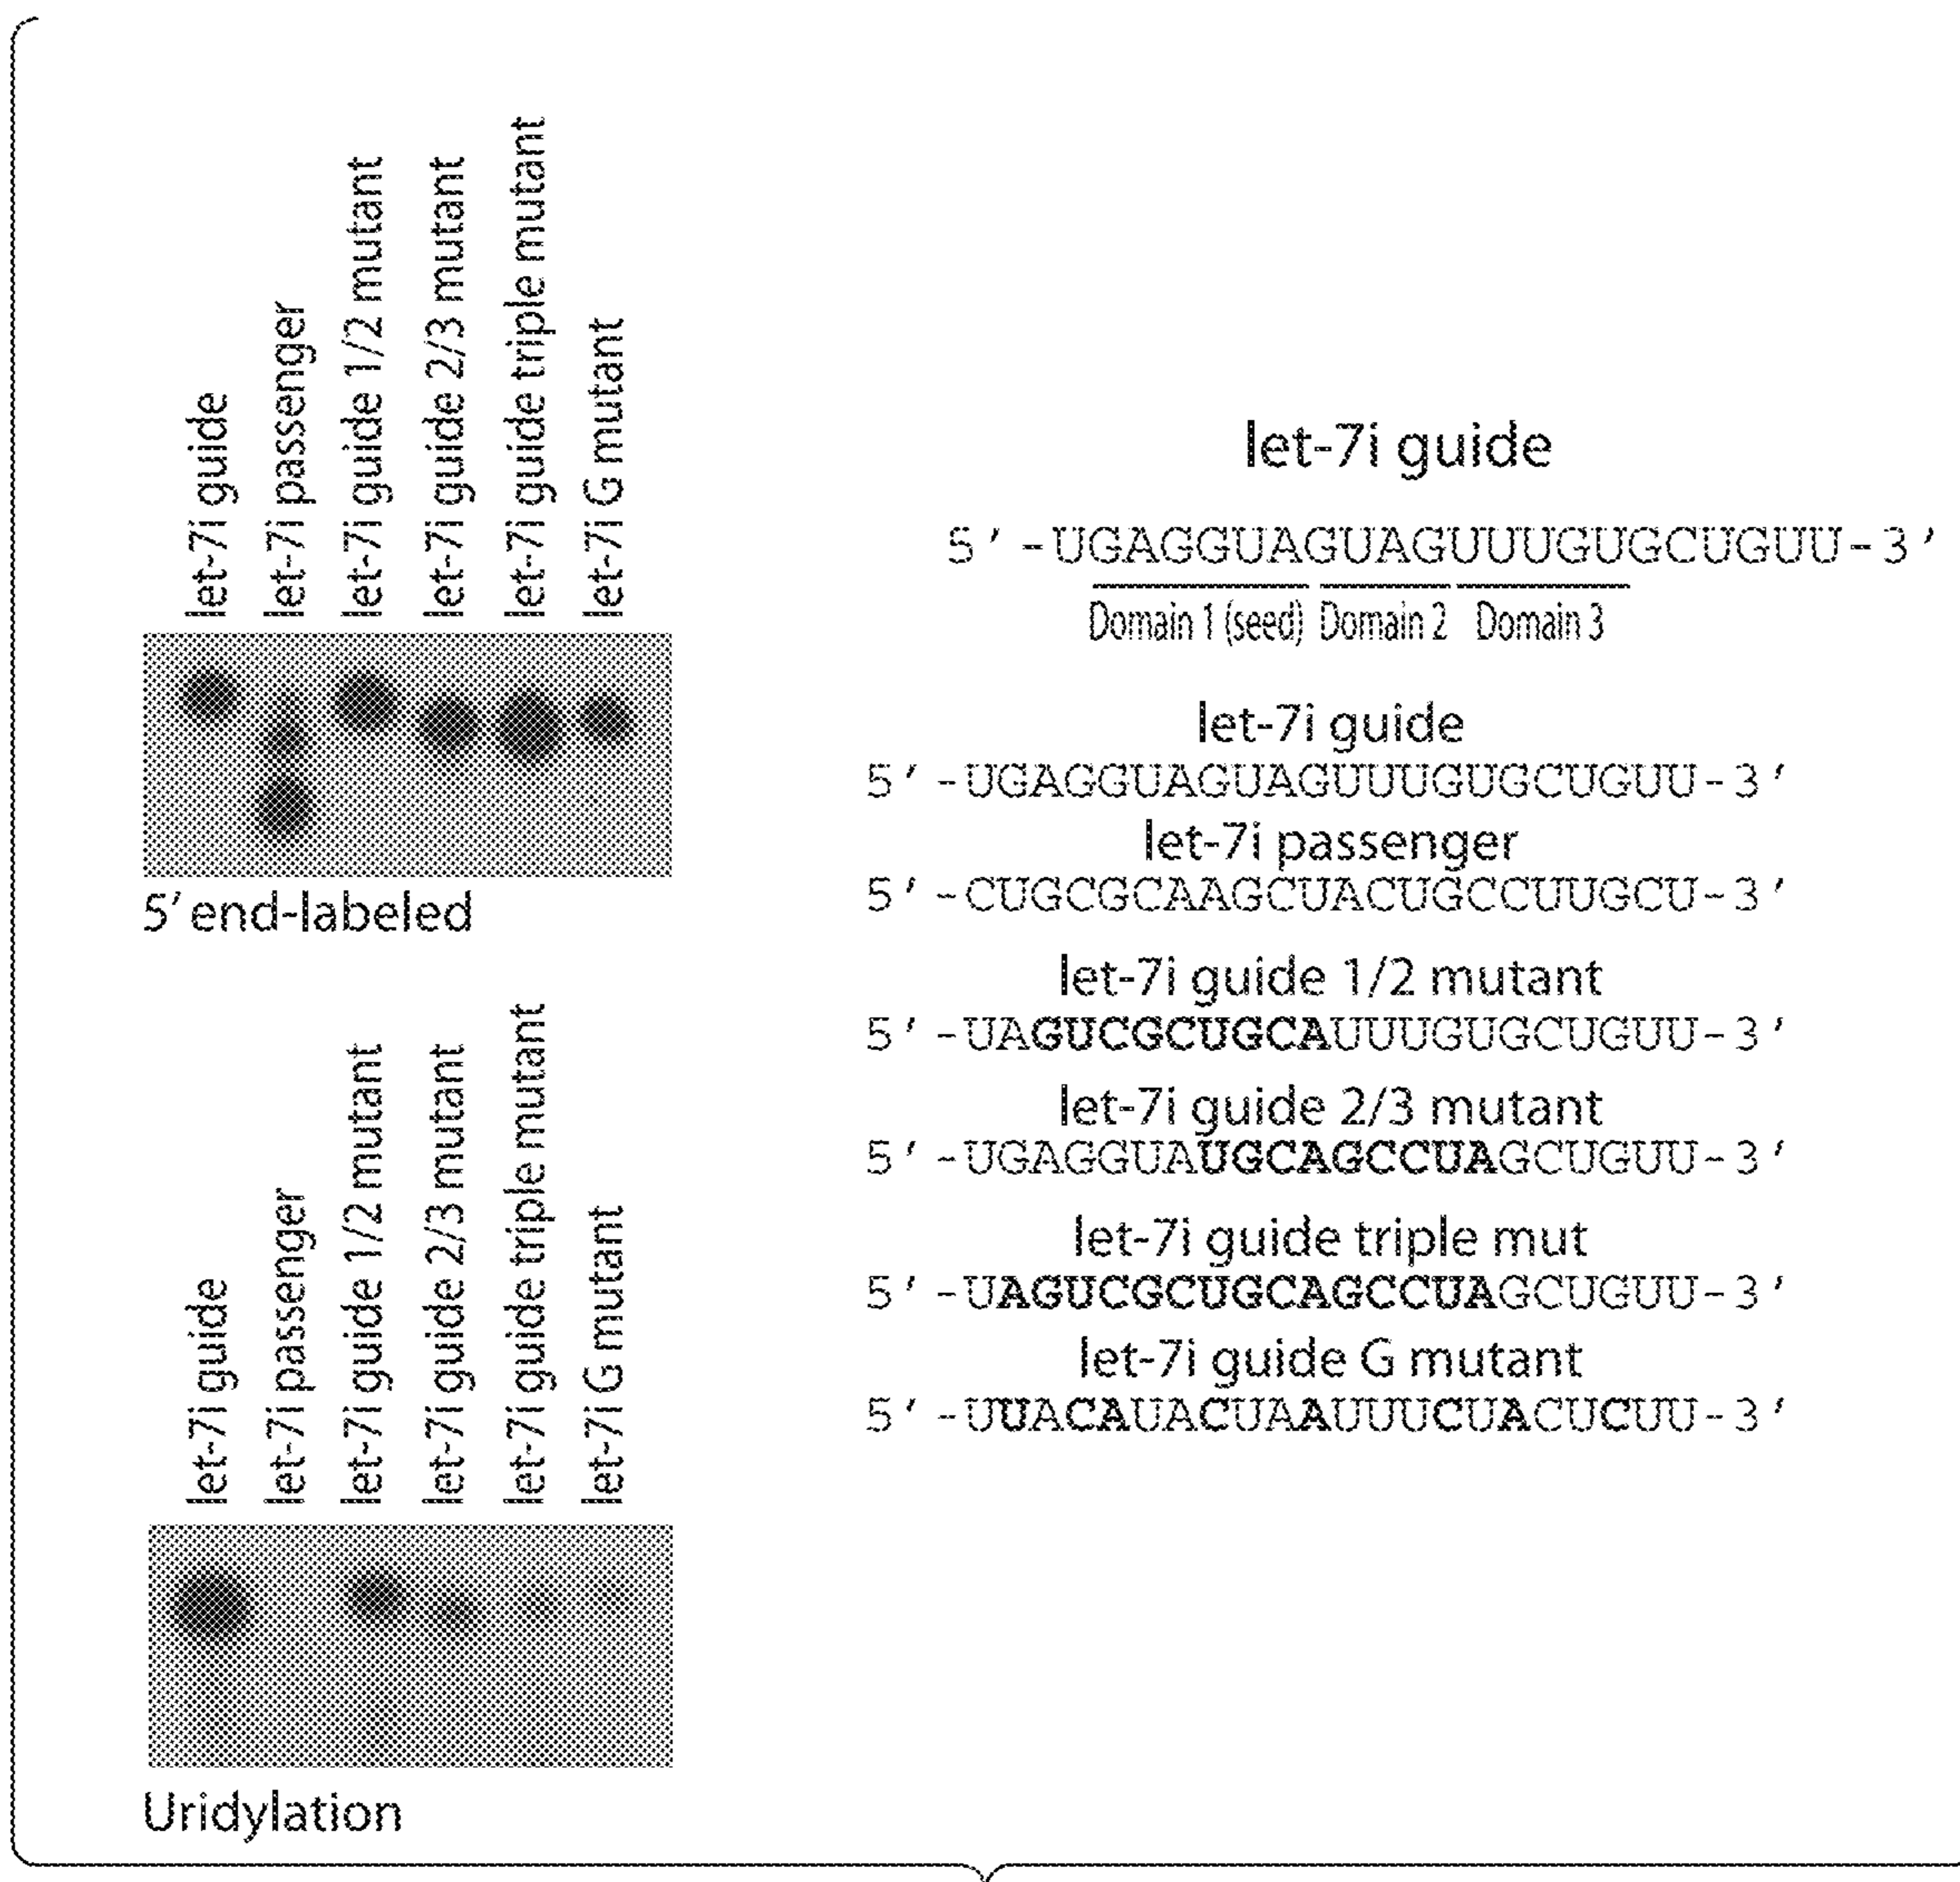 let-7i guide
let-7i passenger
let-7i guide 1/2 mutant
let-7i guide 2/3 mutant
let-7i guide triple mutant
let-7i G mutant
5' end-labeled
let-7i guide
let-7i passenger
let-7i guide 1/2 mutant
let-7i guide 2/3 mutant
let-7i guide triple mutant
let-7i G mutant
Uridylation
let-7i guide
5'-UGAGGUAGUAGUUUGUGCUGUU-3'
Domain 1 (seed) Domain 2 Domain 3
let-7i guide
5'-UGAGGUAGUAGUUUGUGCUGUU-3'
let-7i passenger
5'-CUGCGCAAGCUACUGCCUUGCU-3'
let-7i guide 1/2 mutant
5'-UAGUCGCUGCAUUUGUGCUGUU-3'
let-7i guide 2/3 mutant
5'-UGAGGUAUGCAGCCUAGCUGUU-3'
let-7i guide triple mut
5'-UAGUCGCUGCAGCCUAGCUGUU-3'
let-7i guide G mutant
5'-UUACAUACUAAUUUCUACUCUU-3'